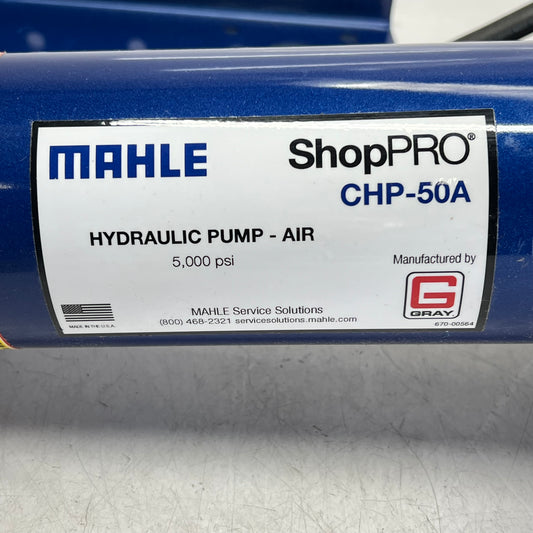 MAHLE
ShopPRO®
CHP-50A
HYDRAULIC PUMP - AIR
5,000 psi
Manufactured by
G
GRAY
MADE IN THE U.S.A.
MAHLE Service Solutions
(800) 468-2321 servicesolutions.mahle.com
670-00564